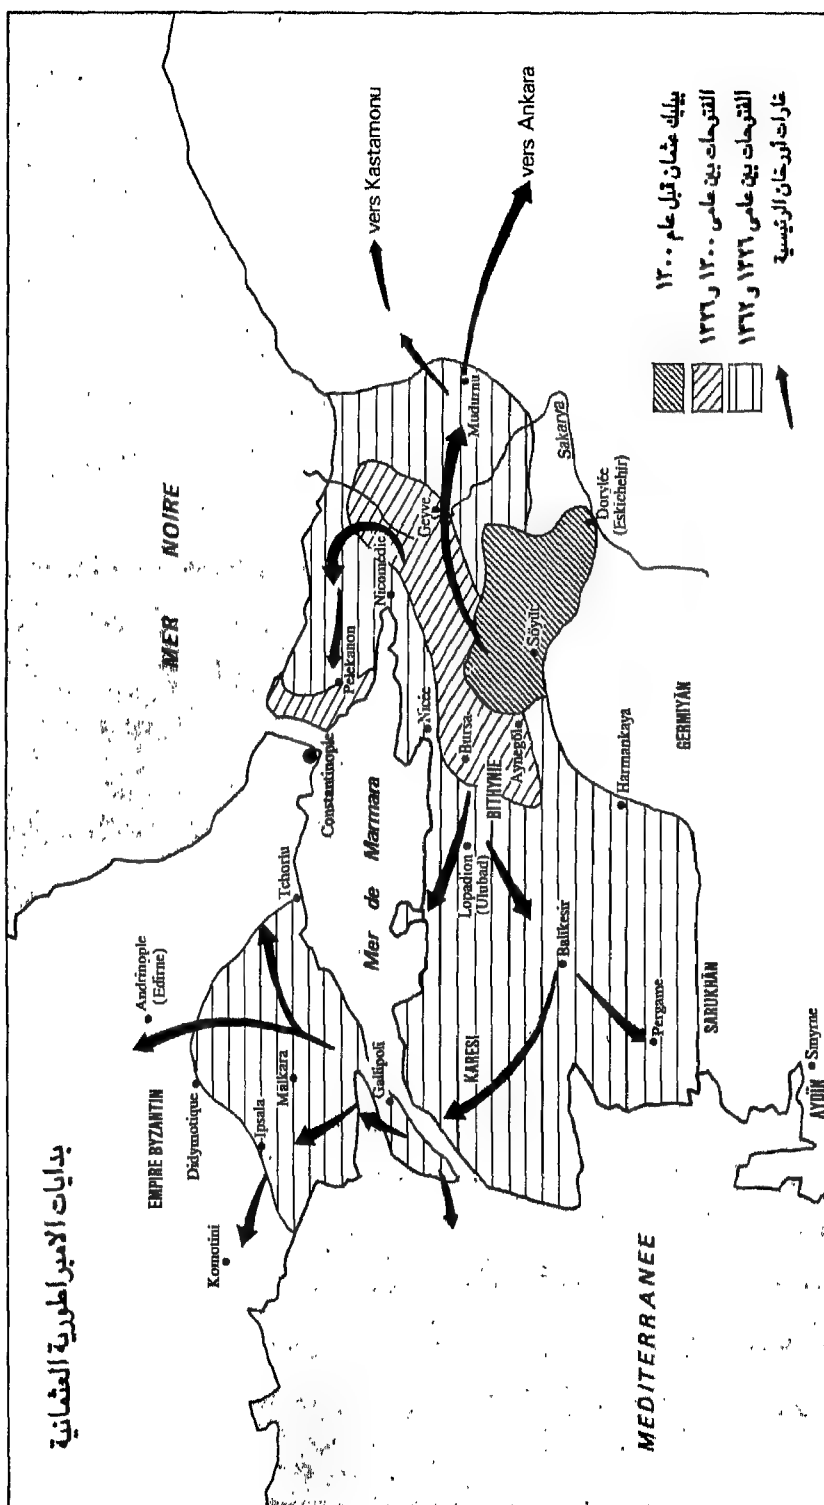 بدايات الامبراطورية العثمانية
EMPIRE BYZANTIN
Andrinople
(Edirne)
Didymotique
Komotini
Ipsala
Malkara
Tchorlu
Gallipoli
MER NOIRE
Constantinople
Mer de Marmara
Pelekanon
Nicomédie
Nicée
Geyve
Mudurnu
vers Kastamonu
vers Ankara
Bursa
BITHYNIE
Aynegöl
Söyüt
Sakarya
Dorylée
(Eskichehir)
Lopadion
(Ulubad)
KARESI
Balikesir
Harmankaya
GERMIYÂN
Pergame
SARUKHÂN
Smyrne
AYDÏN
MEDITERRANEE
بيليك عثمان قبل عام ١٣٠٠
الفتوحات بين عامى ١٣٠٠ و١٣٢٦
الفتوحات بين عامى ١٣٢٦ و١٣٦٢
غارات أورخان الرئيسية